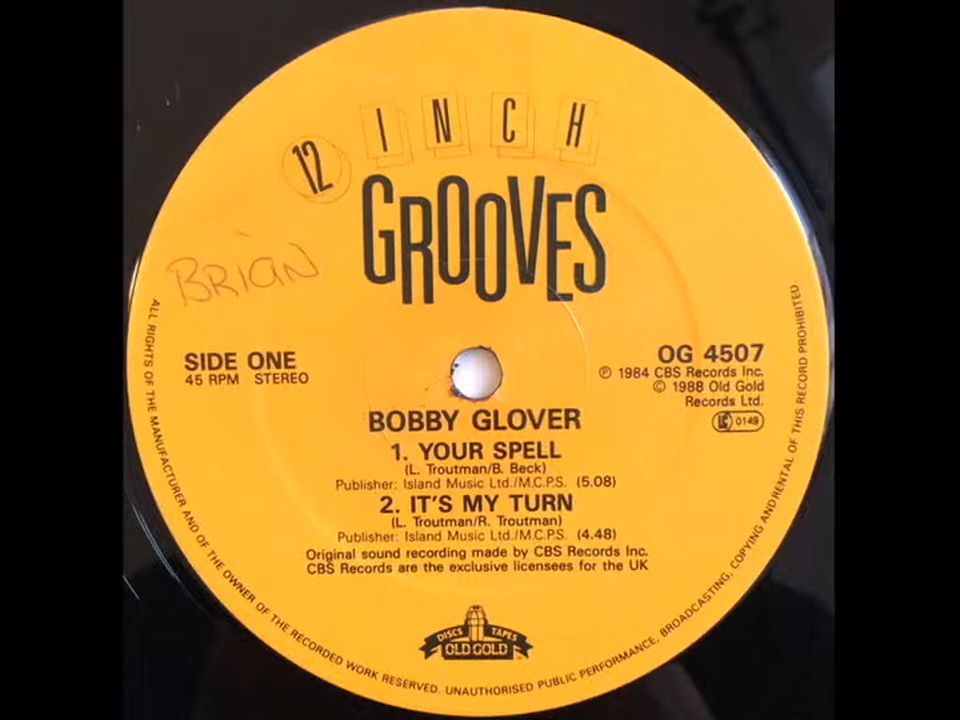 12 INCH
GROOVES
BRIAN
SIDE ONE
45 RPM STEREO
OG 4507
℗ 1984 CBS Records Inc.
© 1988 Old Gold
Records Ltd.
LC 0149
BOBBY GLOVER
1. YOUR SPELL
(L. Troutman/B. Beck)
Publisher: Island Music Ltd./M.C.P.S. (5.08)
2. IT'S MY TURN
(L. Troutman/R. Troutman)
Publisher: Island Music Ltd./M.C.P.S. (4.48)
Original sound recording made by CBS Records Inc.
CBS Records are the exclusive licensees for the UK
DISCS TAPES
OLD GOLD
ALL RIGHTS OF THE MANUFACTURER AND OF THE OWNER OF THE RECORDED WORK RESERVED. UNAUTHORISED PUBLIC PERFORMANCE, BROADCASTING, COPYING AND RENTAL OF THIS RECORD PROHIBITED.